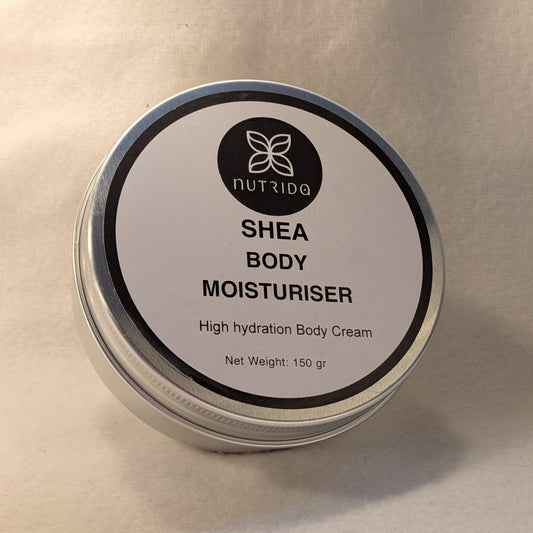 nUTRIDa
SHEA
BODY
MOISTURISER
High hydration Body Cream
Net Weight: 150 gr